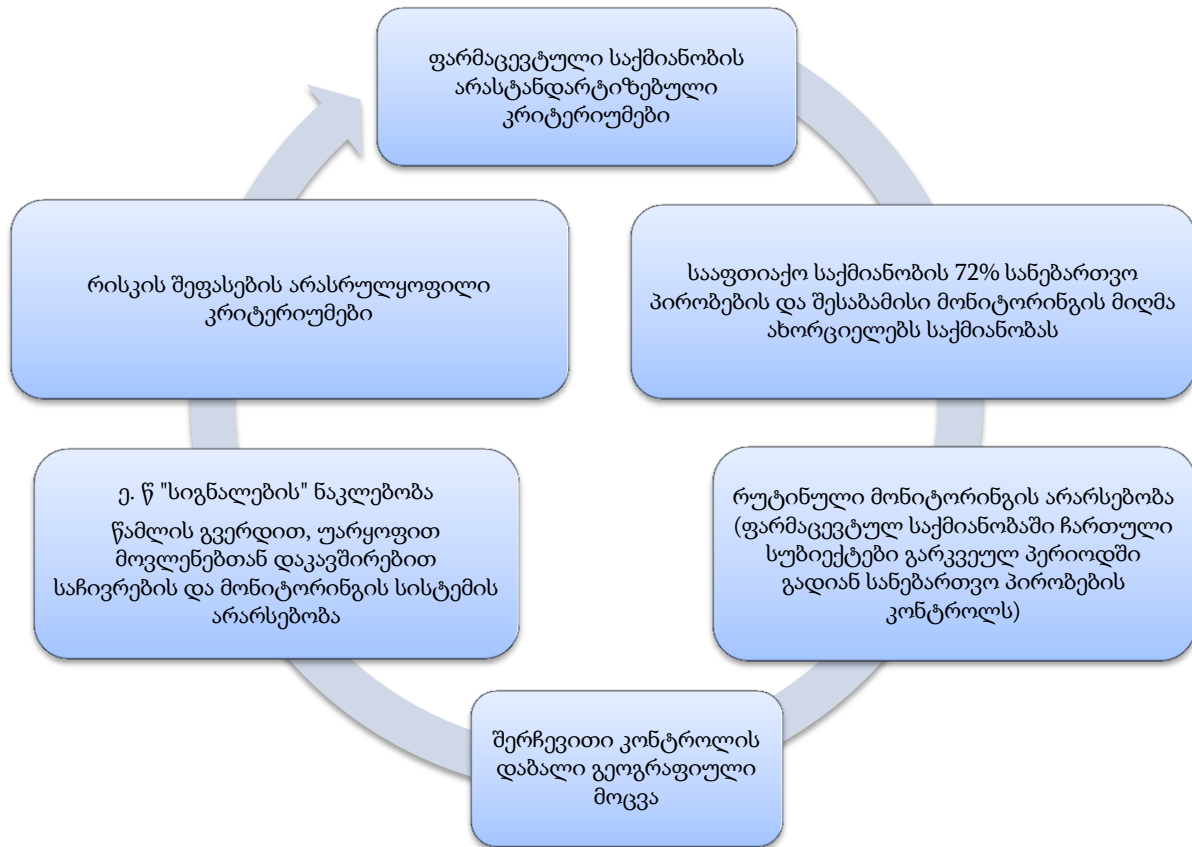 ფარმაცევტული საქმიანობის
არასტანდარტიზებული
კრიტერიუმები
სააფთიაქო საქმიანობის 72% სანებართვო
პირობების და შესაბამისი მონიტორინგის მიღმა
ახორციელებს საქმიანობას
რუტინული მონიტორინგის არარსებობა
(ფარმაცევტულ საქმიანობაში ჩართული
სუბიექტები გარკვეულ პერიოდში
გადიან სანებართვო პირობების
კონტროლს)
შერჩევითი კონტროლის
დაბალი გეოგრაფიული
მოცვა
ე. წ "სიგნალების" ნაკლებობა
წამლის გვერდით, უარყოფით
მოვლენებთან დაკავშირებით
საჩივრების და მონიტორინგის სისტემის
არარსებობა
რისკის შეფასების არასრულყოფილი
კრიტერიუმები